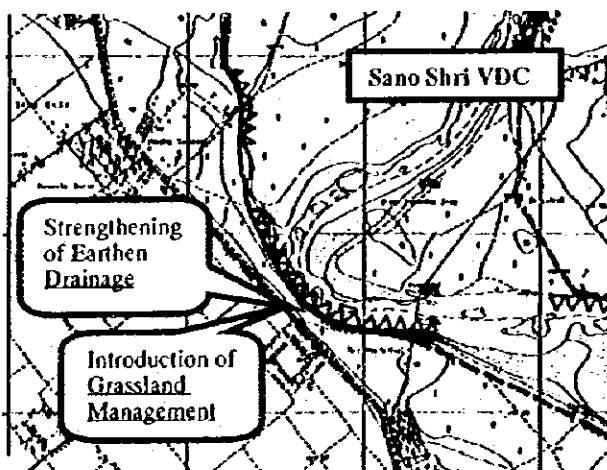 Sano Shri VDC
Strengthening
of Earthen
Drainage
Introduction of
Grassland
Management